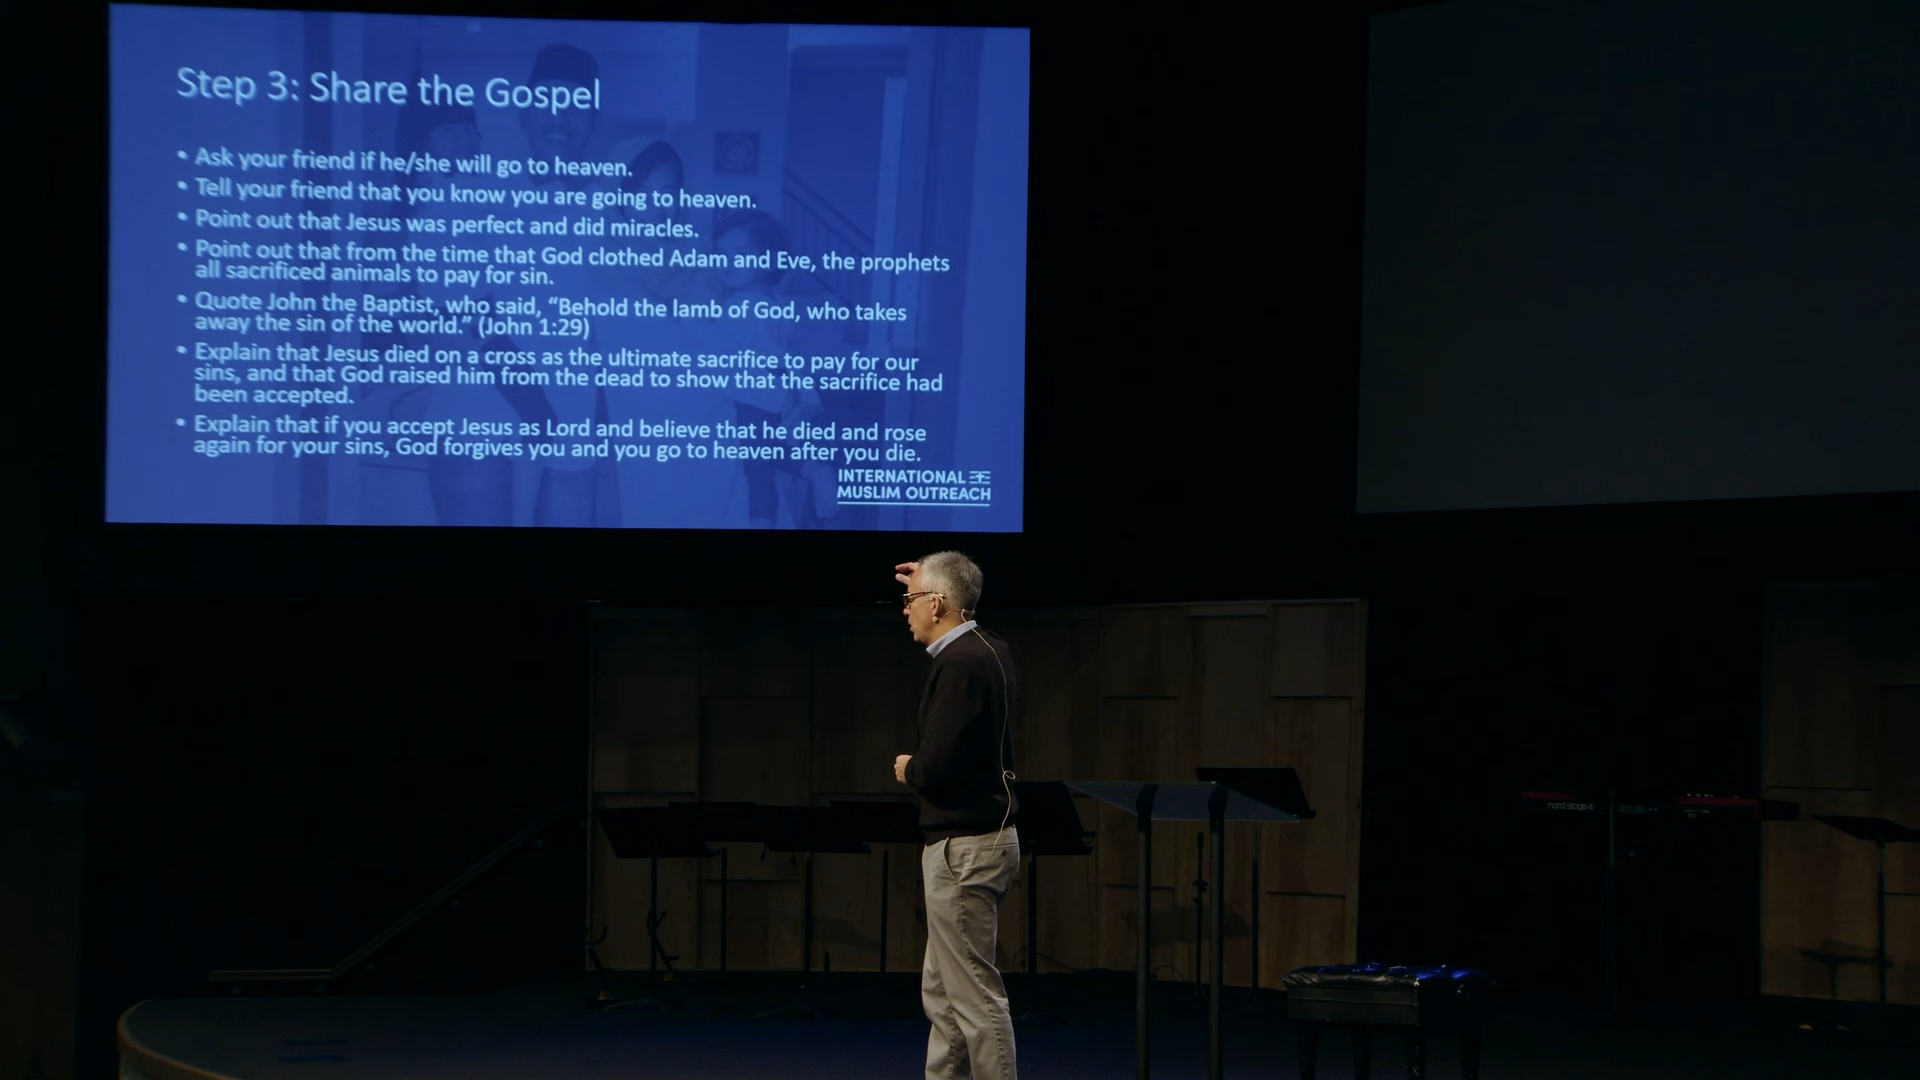 Step 3: Share the Gospel
• Ask your friend if he/she will go to heaven.
• Tell your friend that you know you are going to heaven.
• Point out that Jesus was perfect and did miracles.
• Point out that from the time that God clothed Adam and Eve, the prophets
all sacrificed animals to pay for sin.
• Quote John the Baptist, who said, “Behold the lamb of God, who takes
away the sin of the world.” (John 1:29)
• Explain that Jesus died on a cross as the ultimate sacrifice to pay for our
sins, and that God raised him from the dead to show that the sacrifice had
been accepted.
• Explain that if you accept Jesus as Lord and believe that he died and rose
again for your sins, God forgives you and you go to heaven after you die.
INTERNATIONAL
MUSLIM OUTREACH
nord stage